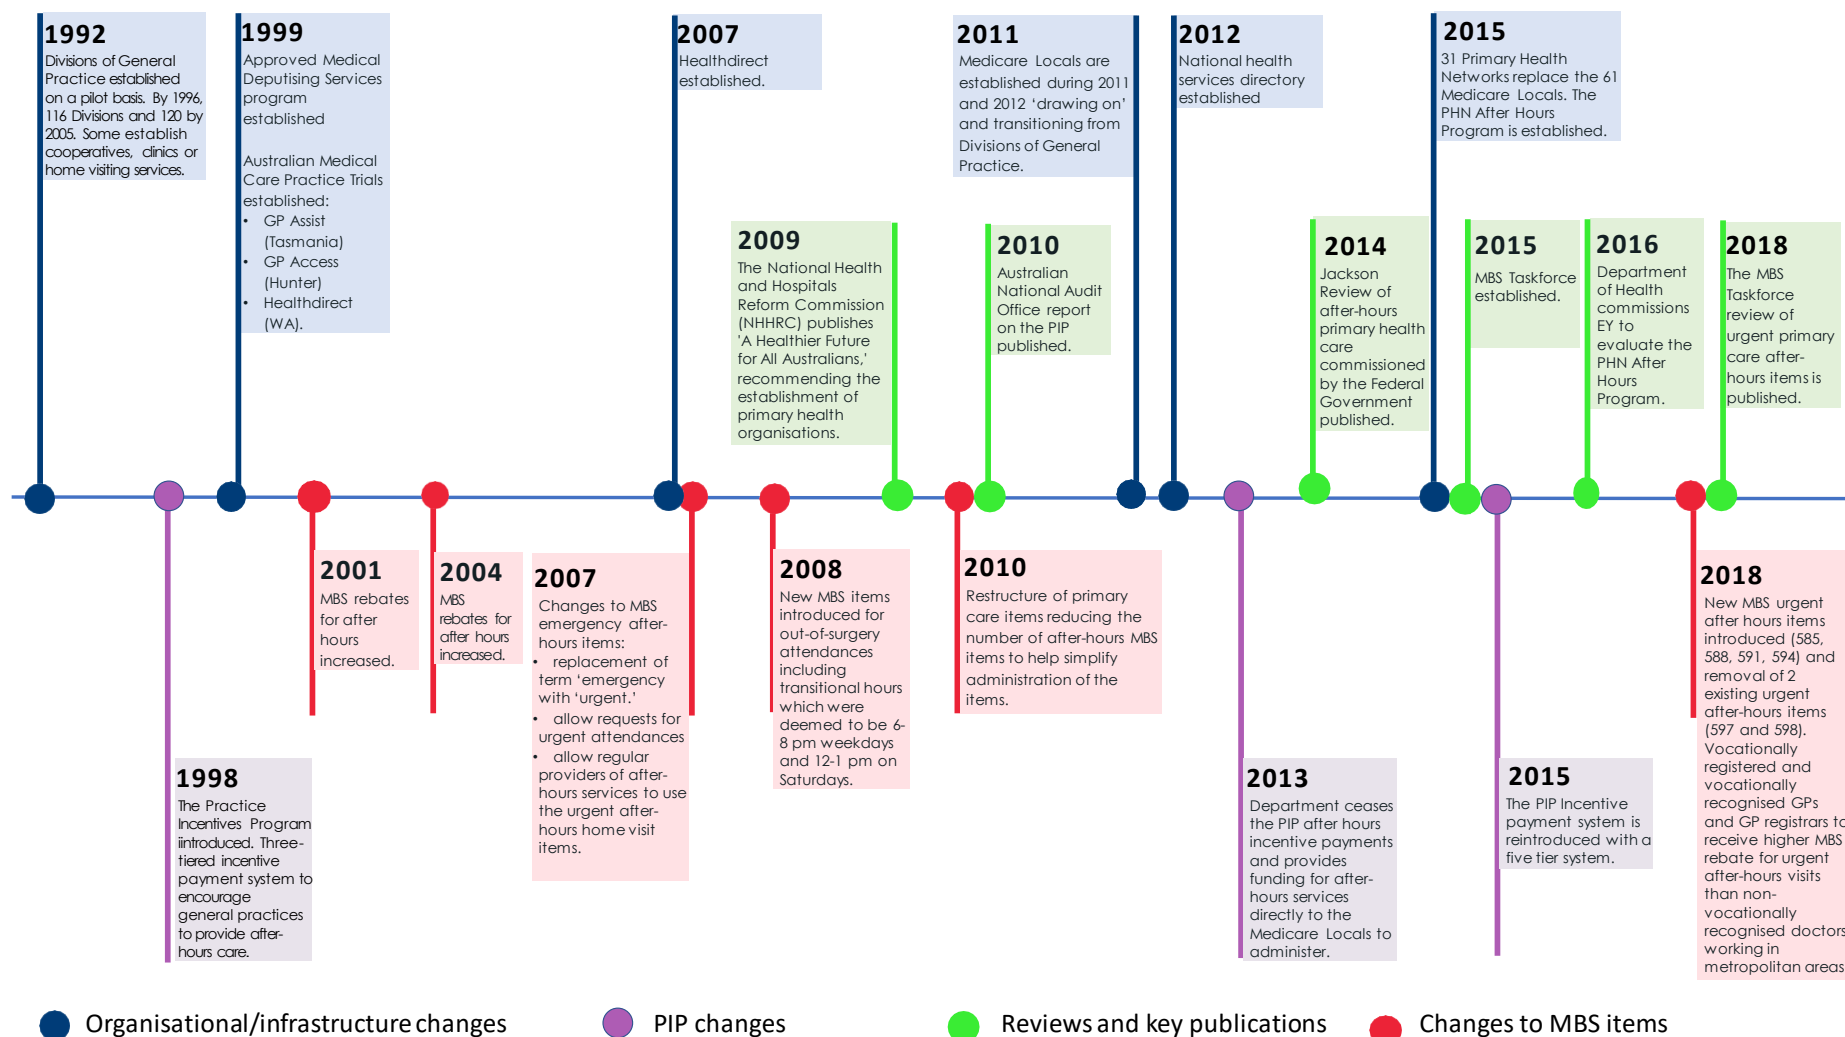 1992
Divisions of General
Practice established
on a pilot basis. By 1996,
116 Divisions and 120 by
2005. Some establish
cooperatives, clinics or
home visiting services.
1999
Approved Medical
Deputising Services
program
established
Australian Medical
Care Practice Trials
established:
• GP Assist
(Tasmania)
• GP Access
(Hunter)
• Healthdirect
(WA).
2007
Healthdirect
established.
2011
Medicare Locals are
established during 2011
and 2012 ‘drawing on’
and transitioning from
Divisions of General
Practice.
2012
National health
services directory
established
2015
31 Primary Health
Networks replace the 61
Medicare Locals. The
PHN After Hours
Program is established.
2009
The National Health
and Hospitals
Reform Commission
(NHHRC) publishes
'A Healthier Future
for All Australians,'
recommending the
establishment of
primary health
organisations.
2010
Australian
National Audit
Office report
on the PIP
published.
2014
Jackson
Review of
after-hours
primary health
care
commissioned
by the Federal
Government
published.
2015
MBS Taskforce
established.
2016
Department
of Health
commissions
EY to
evaluate the
PHN After
Hours
Program.
2018
The MBS
Taskforce
review of
urgent primary
care after-
hours items is
published.
2001
MBS rebates
for after
hours
increased.
2004
MBS
rebates for
after hours
increased.
2007
Changes to MBS
emergency after-
hours items:
• replacement of
term ‘emergency
with ‘urgent.’
• allow requests for
urgent attendances
• allow regular
providers of after-
hours services to use
the urgent after-
hours home visit
items.
2008
New MBS items
introduced for
out-of-surgery
attendances
including
transitional hours
which were
deemed to be 6-
8 pm weekdays
and 12-1 pm on
Saturdays.
2010
Restructure of primary
care items reducing the
number of after-hours MBS
items to help simplify
administration of the
items.
2018
New MBS urgent
after hours items
introduced (585,
588, 591, 594) and
removal of 2
existing urgent
after-hours items
(597 and 598).
Vocationally
registered and
vocationally
recognised GPs
and GP registrars to
receive higher MBS
rebate for urgent
after-hours visits
than non-
vocationally
recognised doctors
working in
metropolitan areas
1998
The Practice
Incentives Program
iintroduced. Three-
tiered incentive
payment system to
encourage
general practices
to provide after-
hours care.
2013
Department ceases
the PIP after hours
incentive payments
and provides
funding for after-
hours services
directly to the
Medicare Locals to
administer.
2015
The PIP Incentive
payment system is
reintroduced with a
five tier system.
Organisational/infrastructure changes
PIP changes
Reviews and key publications
Changes to MBS items